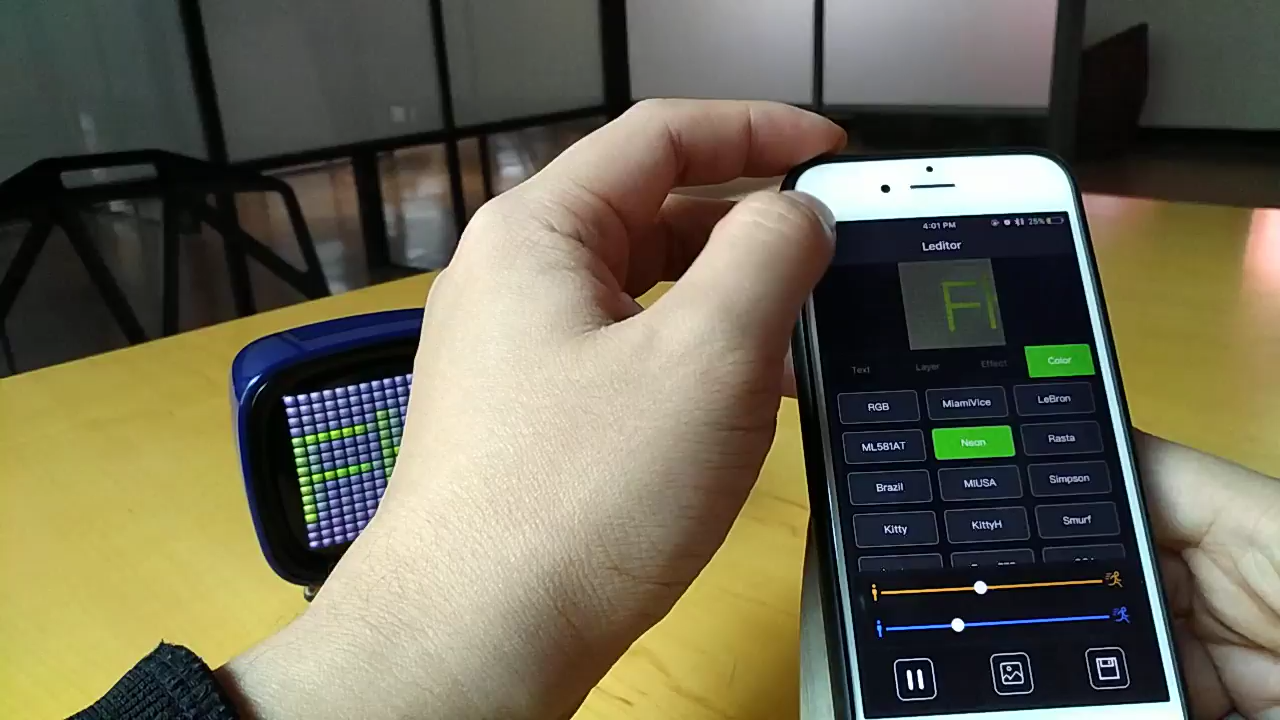 4:01 PM 25%
Leditor
FI
Text Layer Effect Color
RGB MiamiVice LeBron
ML581AT Neon Rasta
Brazil MIUSA Simpson
Kitty KittyH Smurf